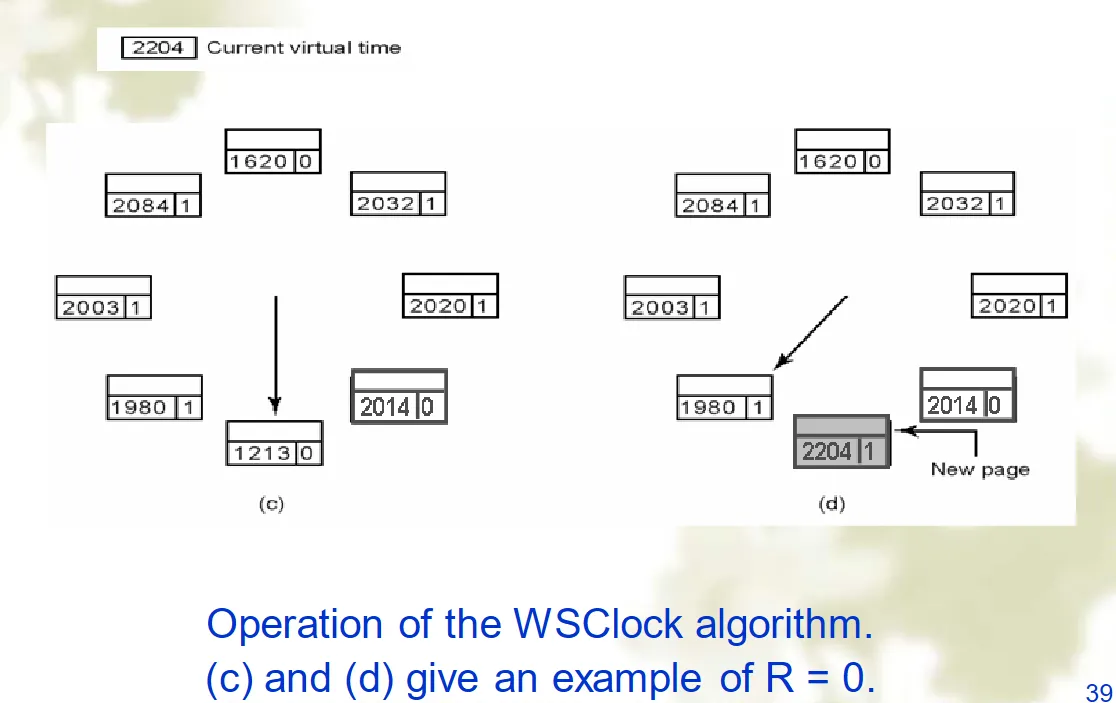 2204 Current virtual time
1620 0
1620 0
2084 1
2032 1
2084 1
2032 1
2003 1
2020 1
2003 1
2020 1
1980 1
2014 0
1980 1
2014 0
1213 0
2204 1
New page
(c)
(d)
Operation of the WSClock algorithm.
(c) and (d) give an example of R = 0.
39